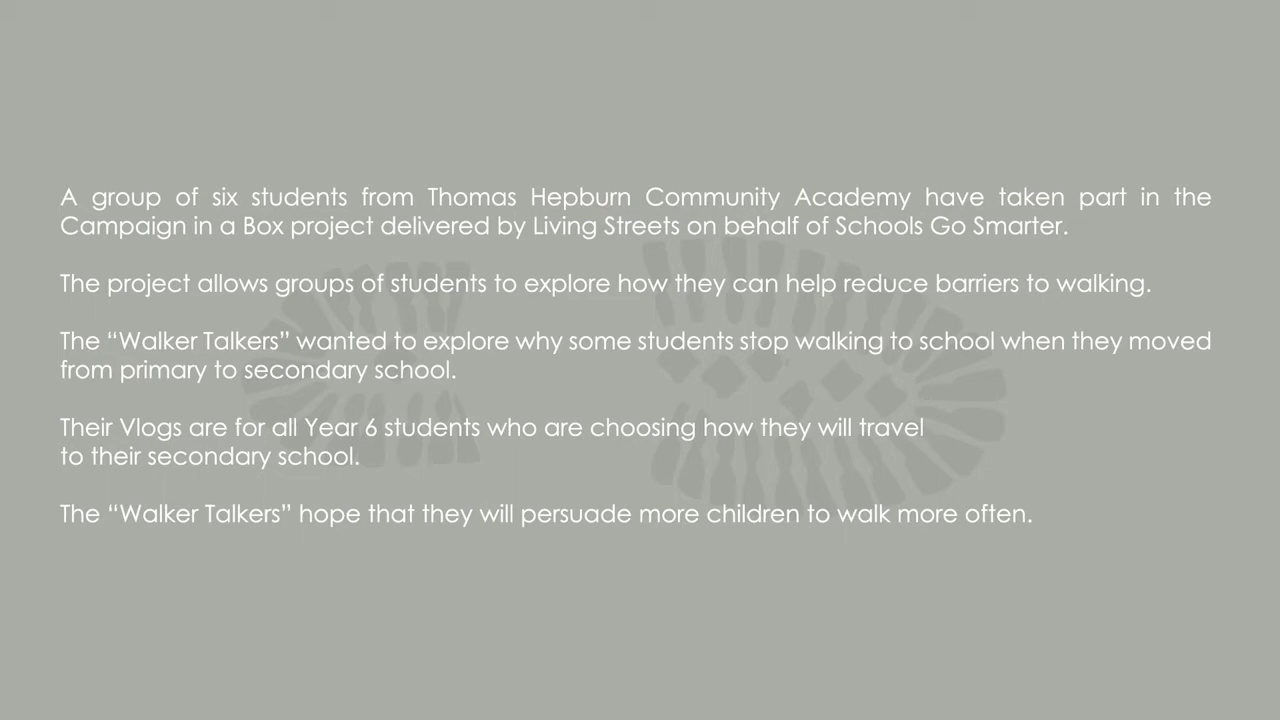 A group of six students from Thomas Hepburn Community Academy have taken part in the
Campaign in a Box project delivered by Living Streets on behalf of Schools Go Smarter.
The project allows groups of students to explore how they can help reduce barriers to walking.
The “Walker Talkers” wanted to explore why some students stop walking to school when they moved
from primary to secondary school.
Their Vlogs are for all Year 6 students who are choosing how they will travel
to their secondary school.
The “Walker Talkers” hope that they will persuade more children to walk more often.